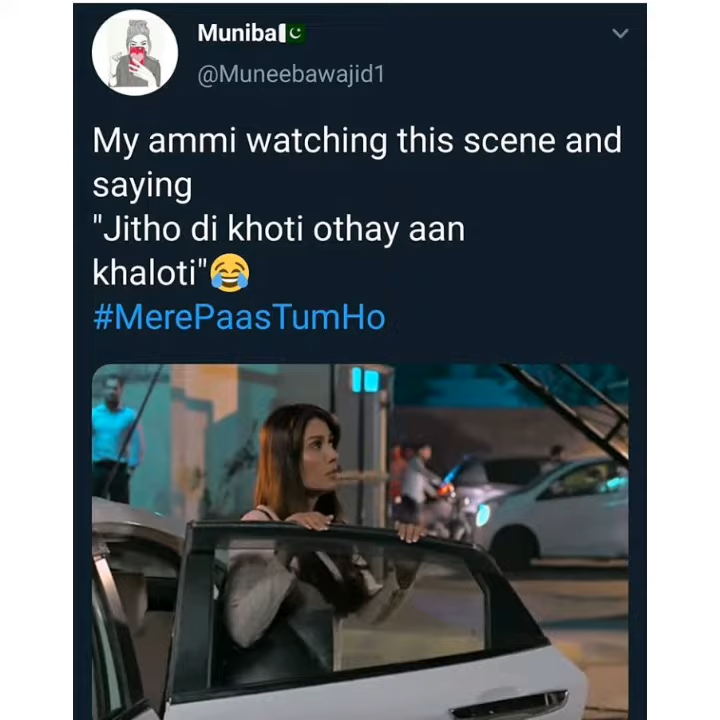 Muniba🇵🇰
@Muneebawajid1
My ammi watching this scene and
saying
"Jitho di khoti othay aan
khaloti"😂
#MerePaasTumHo